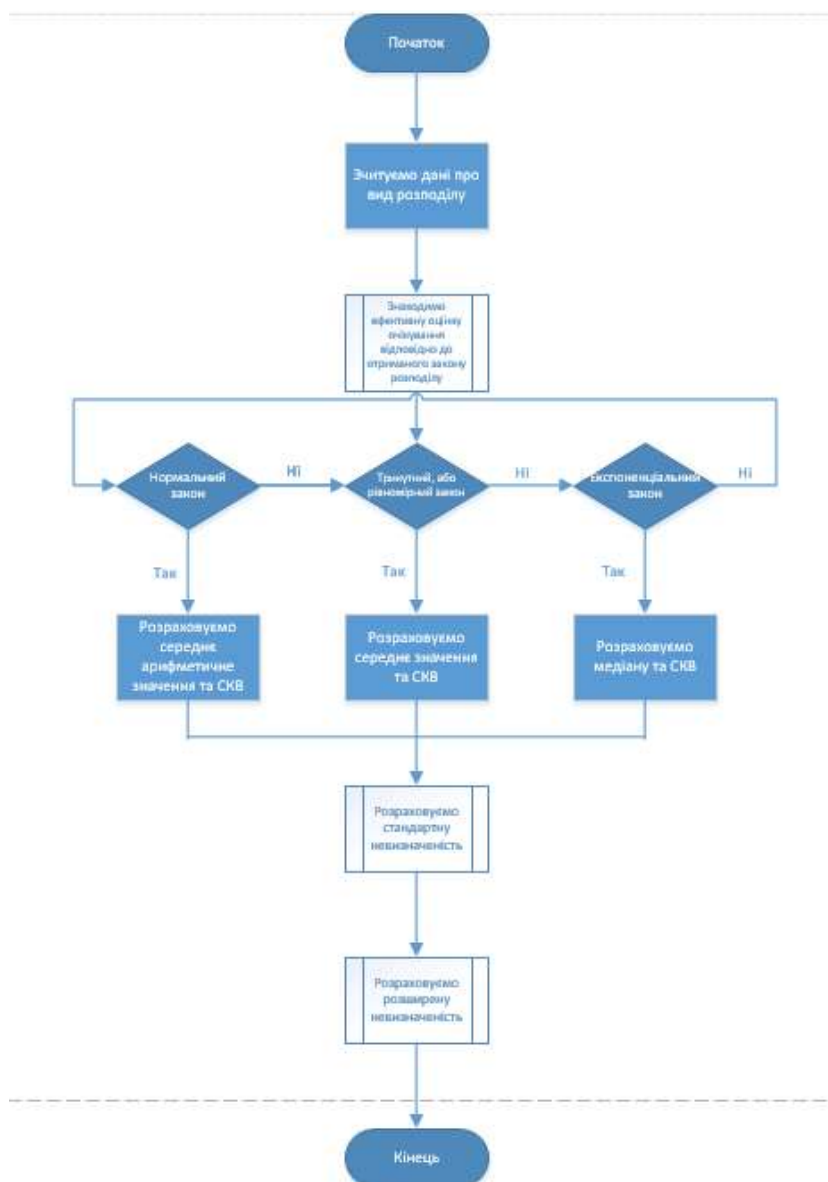 Початок
Зчитуємо дані про
вид розподілу
Знаходимо
ефективну оцінку
очікування
відповідно до
отриманого закону
розподілу
Нормальний
закон
Ні
Трикутний, або
рівномірний закон
Ні
Експоненціальний
закон
Ні
Так
Так
Так
Розраховуємо
середнє
арифметичне
значення та СКВ
Розраховуємо
середнє значення
та СКВ
Розраховуємо
медіану та СКВ
Розраховуємо
стандартну
невизначеність
Розраховуємо
розширену
невизначеність
Кінець